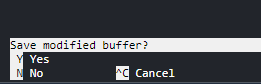 Save modified buffer?
Y Yes
N No ^C Cancel